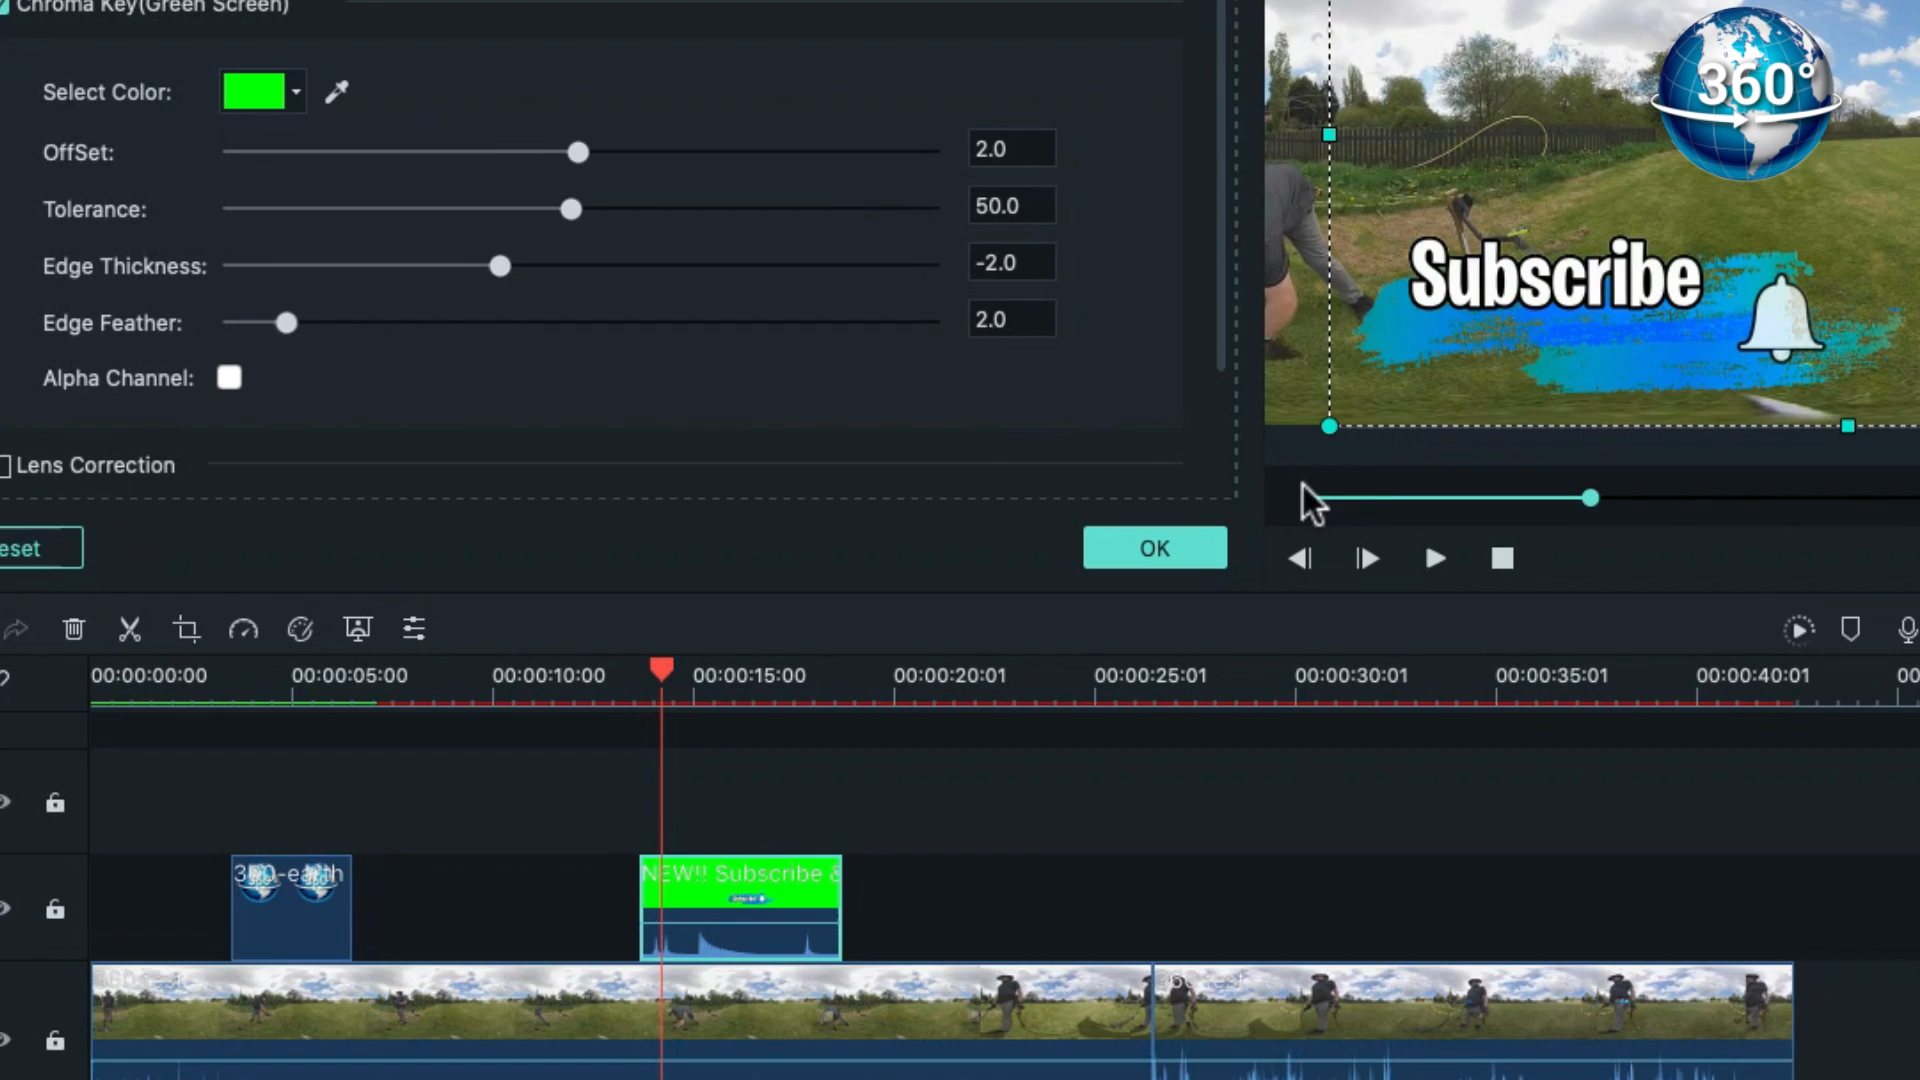 Chroma Key(Green Screen)
Select Color:
OffSet:
2.0
Tolerance:
50.0
Edge Thickness:
-2.0
Edge Feather:
2.0
Alpha Channel:
Lens Correction
eset
OK
360°
Subscribe
00:00:00:00
00:00:05:00
00:00:10:00
00:00:15:00
00:00:20:01
00:00:25:01
00:00:30:01
00:00:35:01
00:00:40:01
00
360-earth
NEW!! Subscribe &